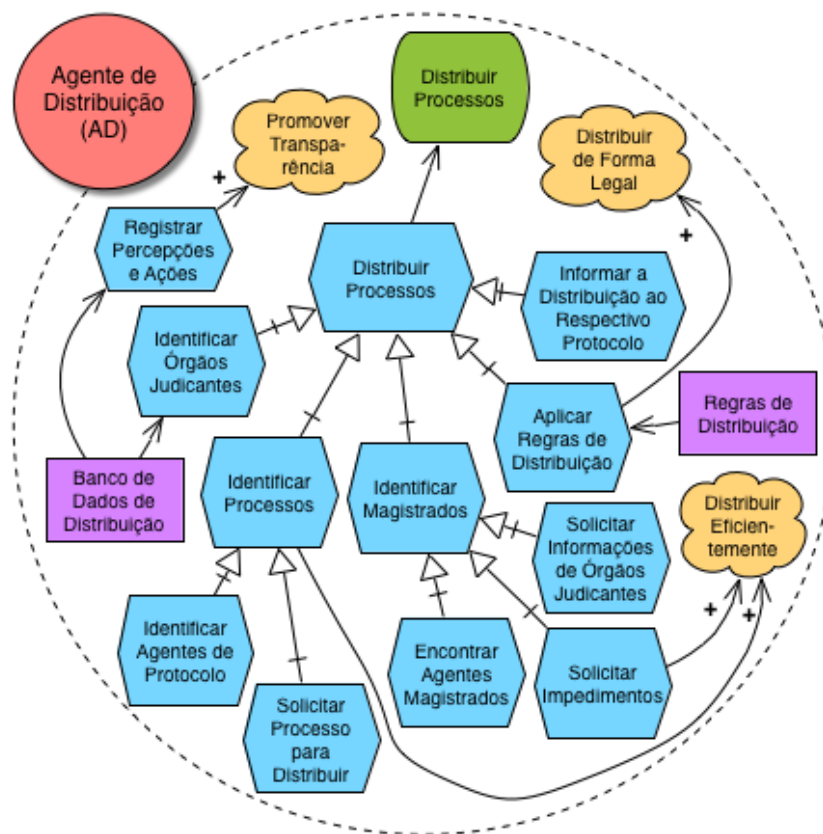 Agente de
Distribuição
(AD)
Distribuir
Processos
Promover
Transpa-
rência
Distribuir
de Forma
Legal
+
+
Registrar
Percepções
e Ações
Distribuir
Processos
Informar a
Distribuição ao
Respectivo
Protocolo
Identificar
Órgãos
Judicantes
Aplicar
Regras de
Distribuição
Regras de
Distribuição
Banco de
Dados de
Distribuição
Identificar
Processos
Identificar
Magistrados
Solicitar
Informações
de Órgãos
Judicantes
Distribuir
Eficien-
temente
+
+
Identificar
Agentes de
Protocolo
Encontrar
Agentes
Magistrados
Solicitar
Impedimentos
Solicitar
Processo
para
Distribuir